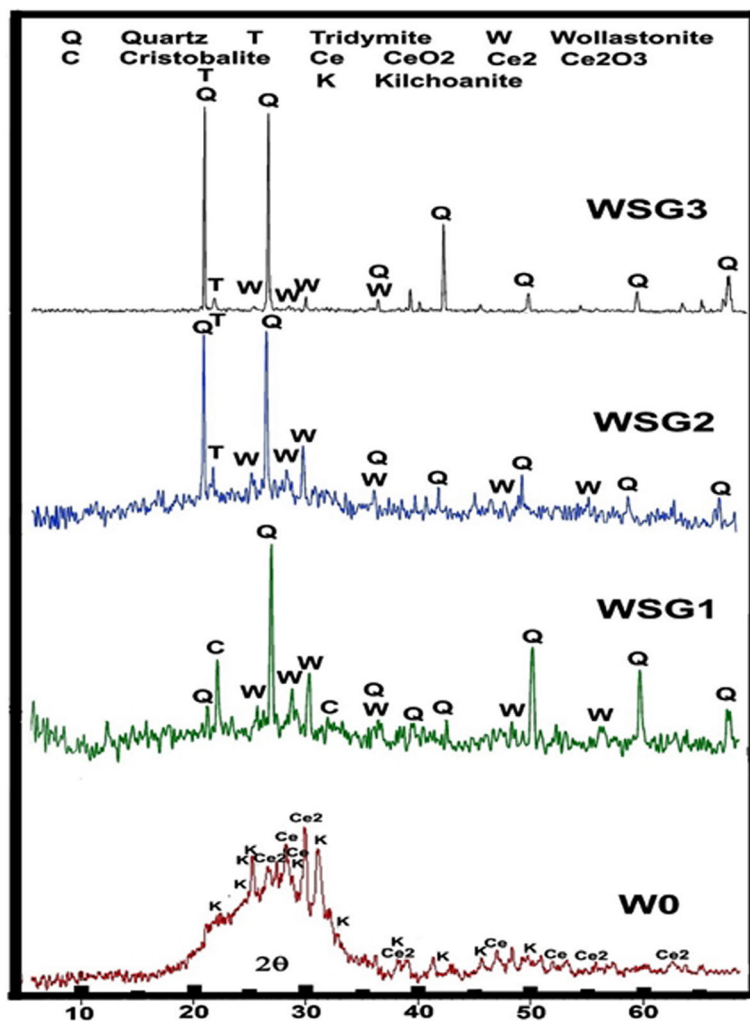 Q Quartz T Tridymite W Wollastonite
C Cristobalite Ce CeO2 Ce2 Ce2O3
K Kilchoanite
T
Q Q
WSG3
Q
T W W W Q
W Q Q Q
Q T Q
WSG2
T W W W Q
W Q W Q W Q Q
Q
WSG1
C Q
Q W W W C Q
W Q Q W W Q Q
Ce2
Ce K
K K Ce2 Ce
K K
K K
W0
K
Ce2 K K Ce K Ce Ce2 Ce2
2θ
10 20 30 40 50 60